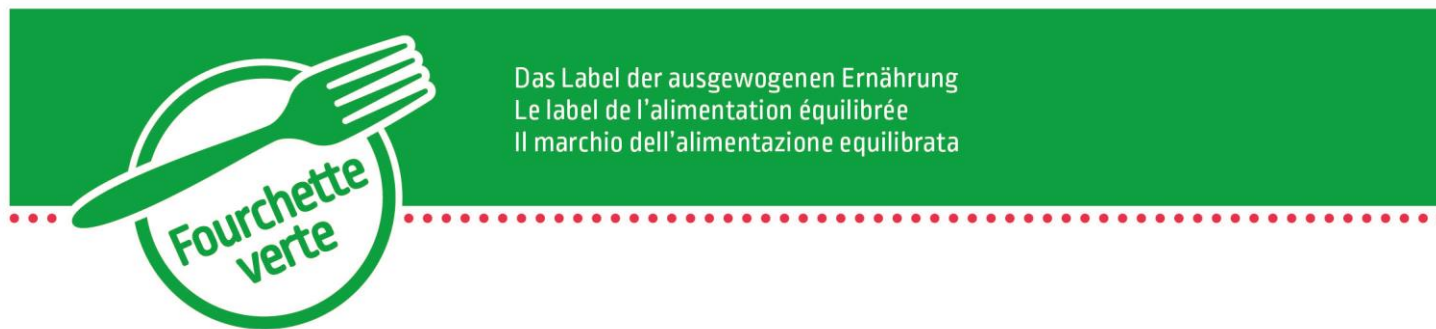 Das Label der ausgewogenen Ernährung
Le label de l'alimentation équilibrée
Il marchio dell'alimentazione equilibrata
Fourchette
verte